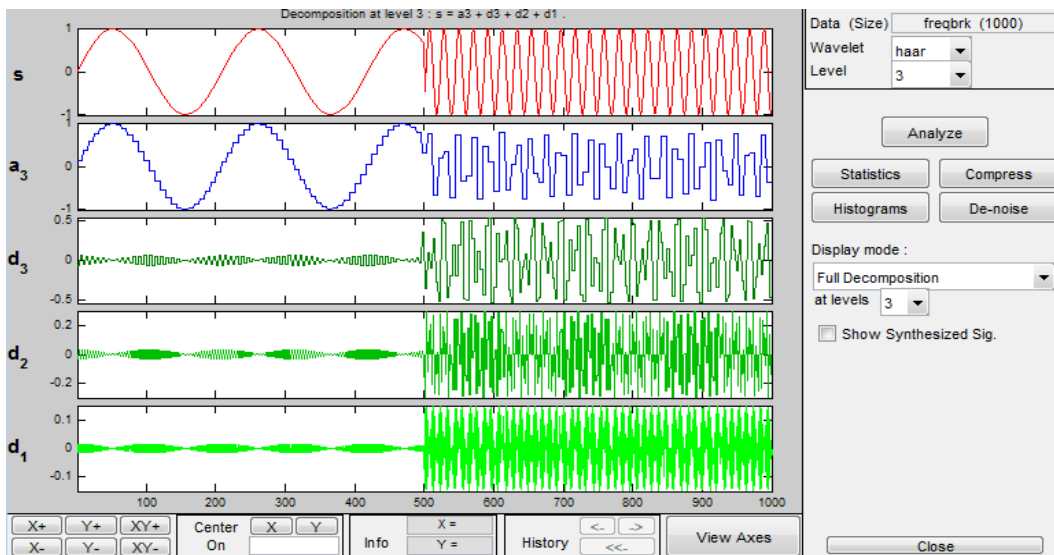 Decomposition at level 3 : s = a3 + d3 + d2 + d1 .
s
1
0
-1
a3
1
0
-1
d3
0.5
0
-0.5
d2
0.2
0
-0.2
d1
0.1
0
-0.1
100 200 300 400 500 600 700 800 900 1000
Data (Size) freqbrk (1000)
Wavelet haar
Level 3
Analyze
Statistics Compress
Histograms De-noise
Display mode :
Full Decomposition
at levels 3
Show Synthesized Sig.
X+ Y+ XY+
X- Y- XY-
Center X Y
On
Info X =
Y =
History <- ->
<<-
View Axes
Close